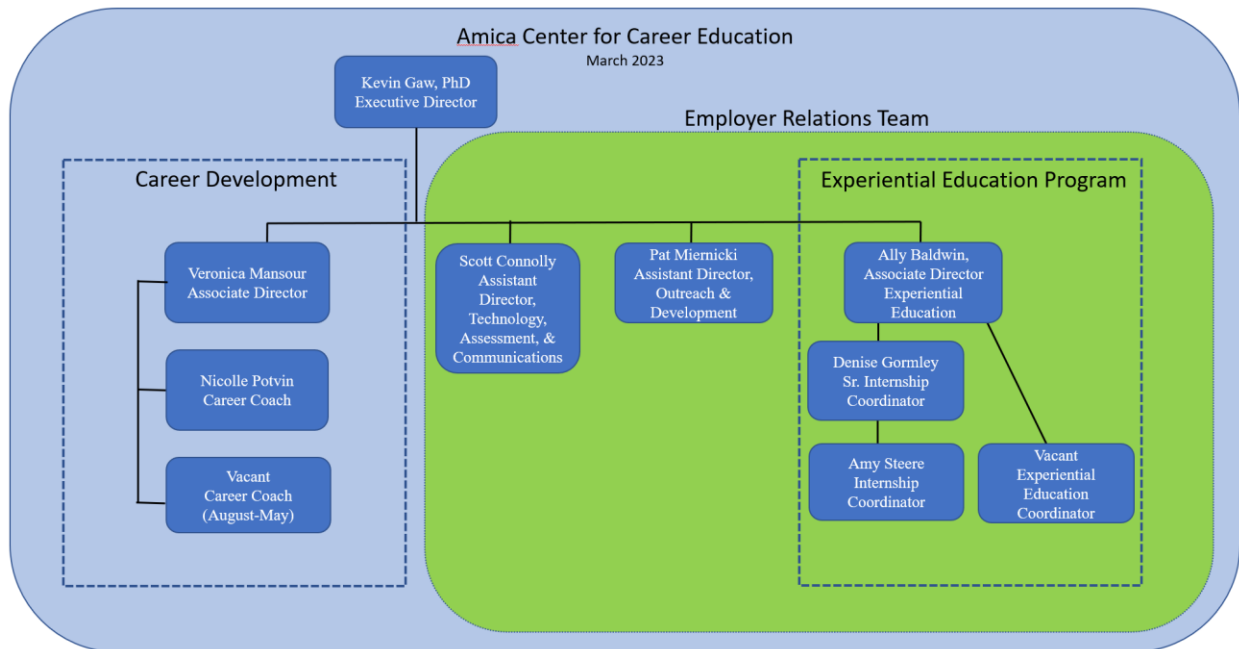 Amica Center for Career Education
March 2023
Kevin Gaw, PhD
Executive Director
Employer Relations Team
Career Development
Experiential Education Program
Veronica Mansour
Associate Director
Scott Connolly
Assistant
Director,
Technology,
Assessment, &
Communications
Pat Miernicki
Assistant Director,
Outreach &
Development
Ally Baldwin,
Associate Director
Experiential
Education
Nicolle Potvin
Career Coach
Denise Gormley
Sr. Internship
Coordinator
Vacant
Career Coach
(August-May)
Amy Steere
Internship
Coordinator
Vacant
Experiential
Education
Coordinator